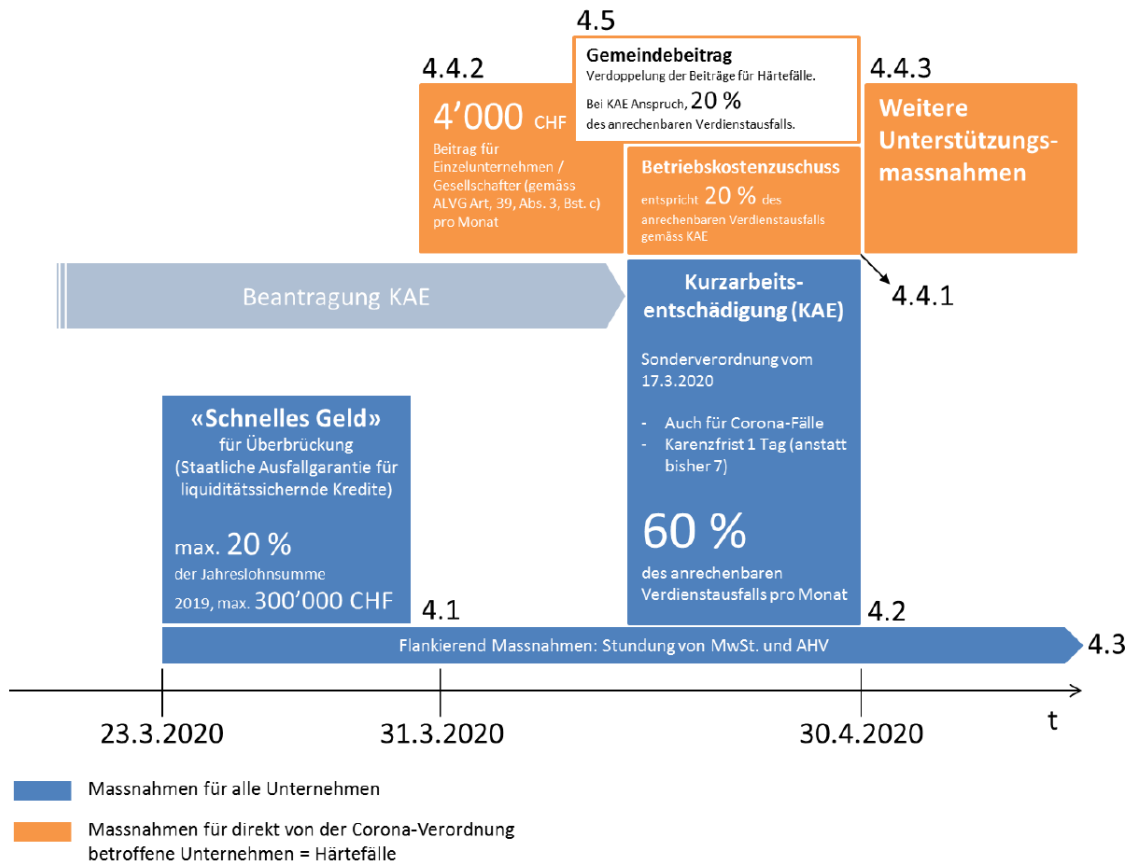 4.5
Gemeindebeitrag
Verdoppelung der Beiträge für Härtefälle.
Bei KAE Anspruch, 20 %
des anrechenbaren Verdienstausfalls.
4.4.2
4'000 CHF
Beitrag für
Einzelunternehmen /
Gesellschafter (gemäss
ALVG Art, 39, Abs. 3, Bst. c)
pro Monat
Betriebskostenzuschuss
entspricht 20 % des
anrechenbaren Verdienstausfalls
gemäss KAE
4.4.3
Weitere
Unterstützungs-
massnahmen
4.4.1
Beantragung KAE
Kurzarbeits-
entschädigung (KAE)
Sonderverordnung vom
17.3.2020
- Auch für Corona-Fälle
- Karenzfrist 1 Tag (anstatt
bisher 7)
60 %
des anrechenbaren
Verdienstausfalls pro Monat
4.2
«Schnelles Geld»
für Überbrückung
(Staatliche Ausfallgarantie für
liquiditätssichernde Kredite)
max. 20 %
der Jahreslohnsumme
2019, max. 300'000 CHF
4.1
Flankierend Massnahmen: Stundung von MwSt. und AHV
4.3
23.3.2020
31.3.2020
30.4.2020
t
Massnahmen für alle Unternehmen
Massnahmen für direkt von der Corona-Verordnung
betroffene Unternehmen = Härtefälle